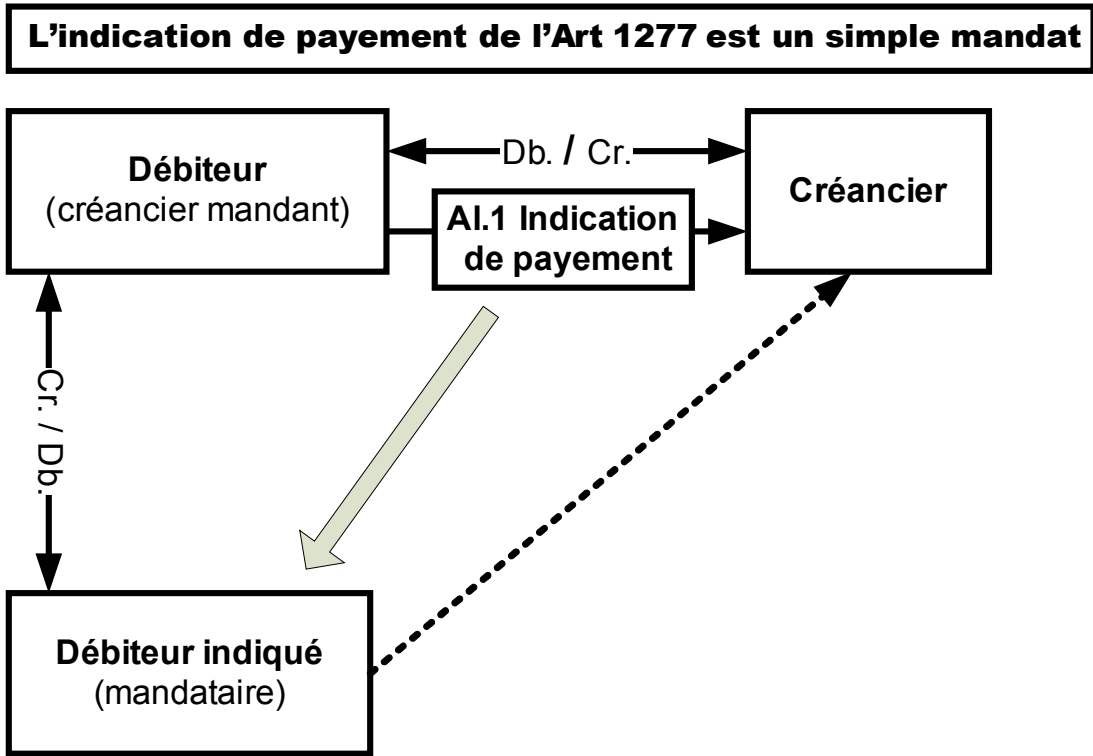 L'indication de payement de l'Art 1277 est un simple mandat
Débiteur
(créancier mandant)
Db. / Cr.
Créancier
Al.1 Indication
de payement
Cr. / Db.
Débiteur indiqué
(mandataire)